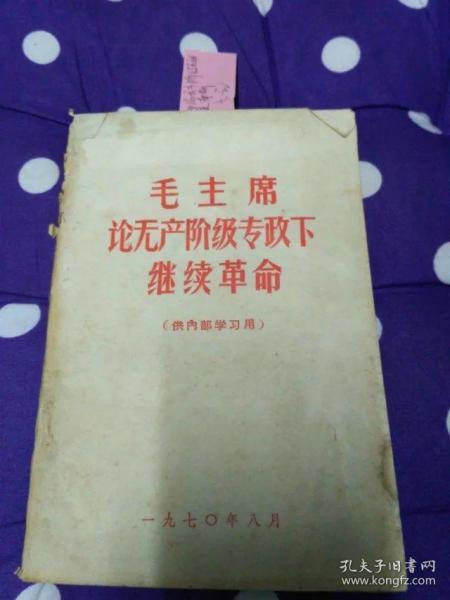 毛主席
论无产阶级专政下
继续革命
（供内部学习用）
一九七〇年八月
孔夫子旧书网
www.kongfz.com